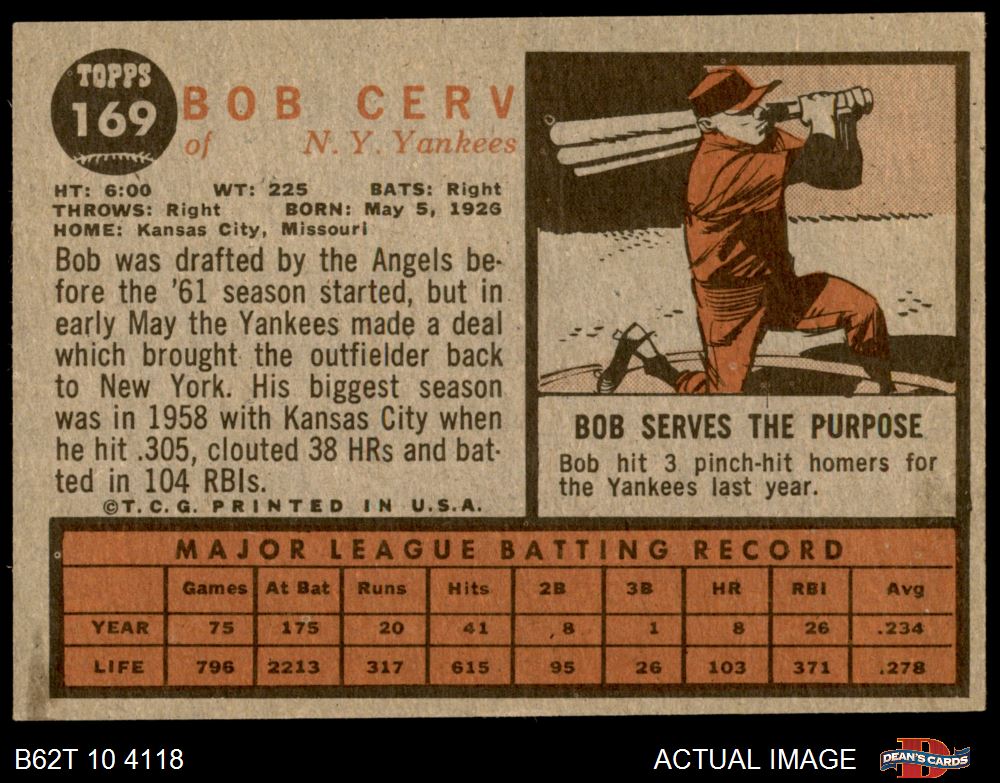 TOPPS
169
BOB CERV
of N. Y. Yankees
HT: 6:00 WT: 225 BATS: Right
THROWS: Right BORN: May 5, 1926
HOME: Kansas City, Missouri
Bob was drafted by the Angels be-
fore the '61 season started, but in
early May the Yankees made a deal
which brought the outfielder back
to New York. His biggest season
was in 1958 with Kansas City when
he hit .305, clouted 38 HRs and bat-
ted in 104 RBIs.
©T.C.G. PRINTED IN U.S.A.
BOB SERVES THE PURPOSE
Bob hit 3 pinch-hit homers for
the Yankees last year.
MAJOR LEAGUE BATTING RECORD
Games At Bat Runs Hits 2B 3B HR RBI Avg
YEAR 75 175 20 41 8 1 8 26 .234
LIFE 796 2213 317 615 95 26 103 371 .278
B62T 10 4118 ACTUAL IMAGE DEAN'S CARDS